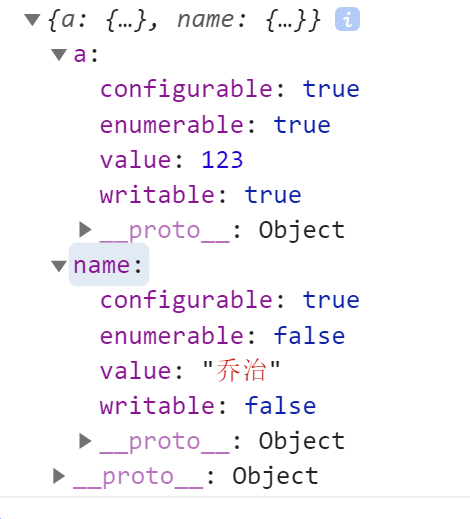 ▼ {a: {…}, name: {…}} i
▼ a:
configurable: true
enumerable: true
value: 123
writable: true
▶ __proto__: Object
▼ name:
configurable: true
enumerable: false
value: "乔治"
writable: false
▶ __proto__: Object
▶ __proto__: Object